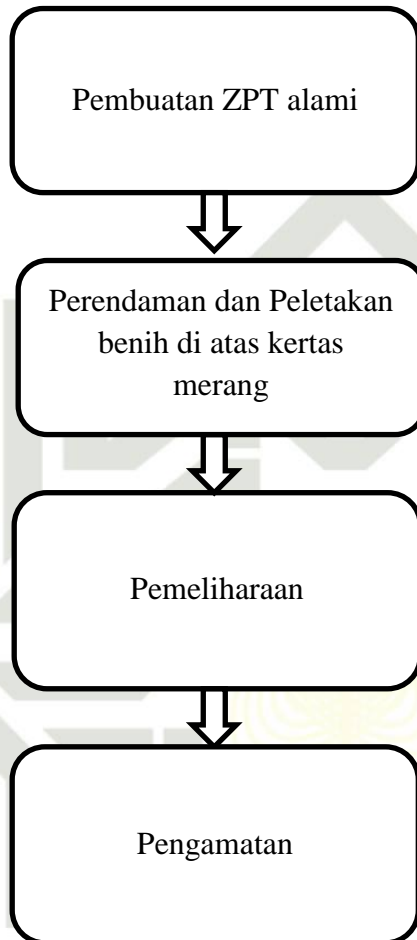 Pembuatan ZPT alami
Perendaman dan Peletakan
benih di atas kertas
merang
Pemeliharaan
Pengamatan